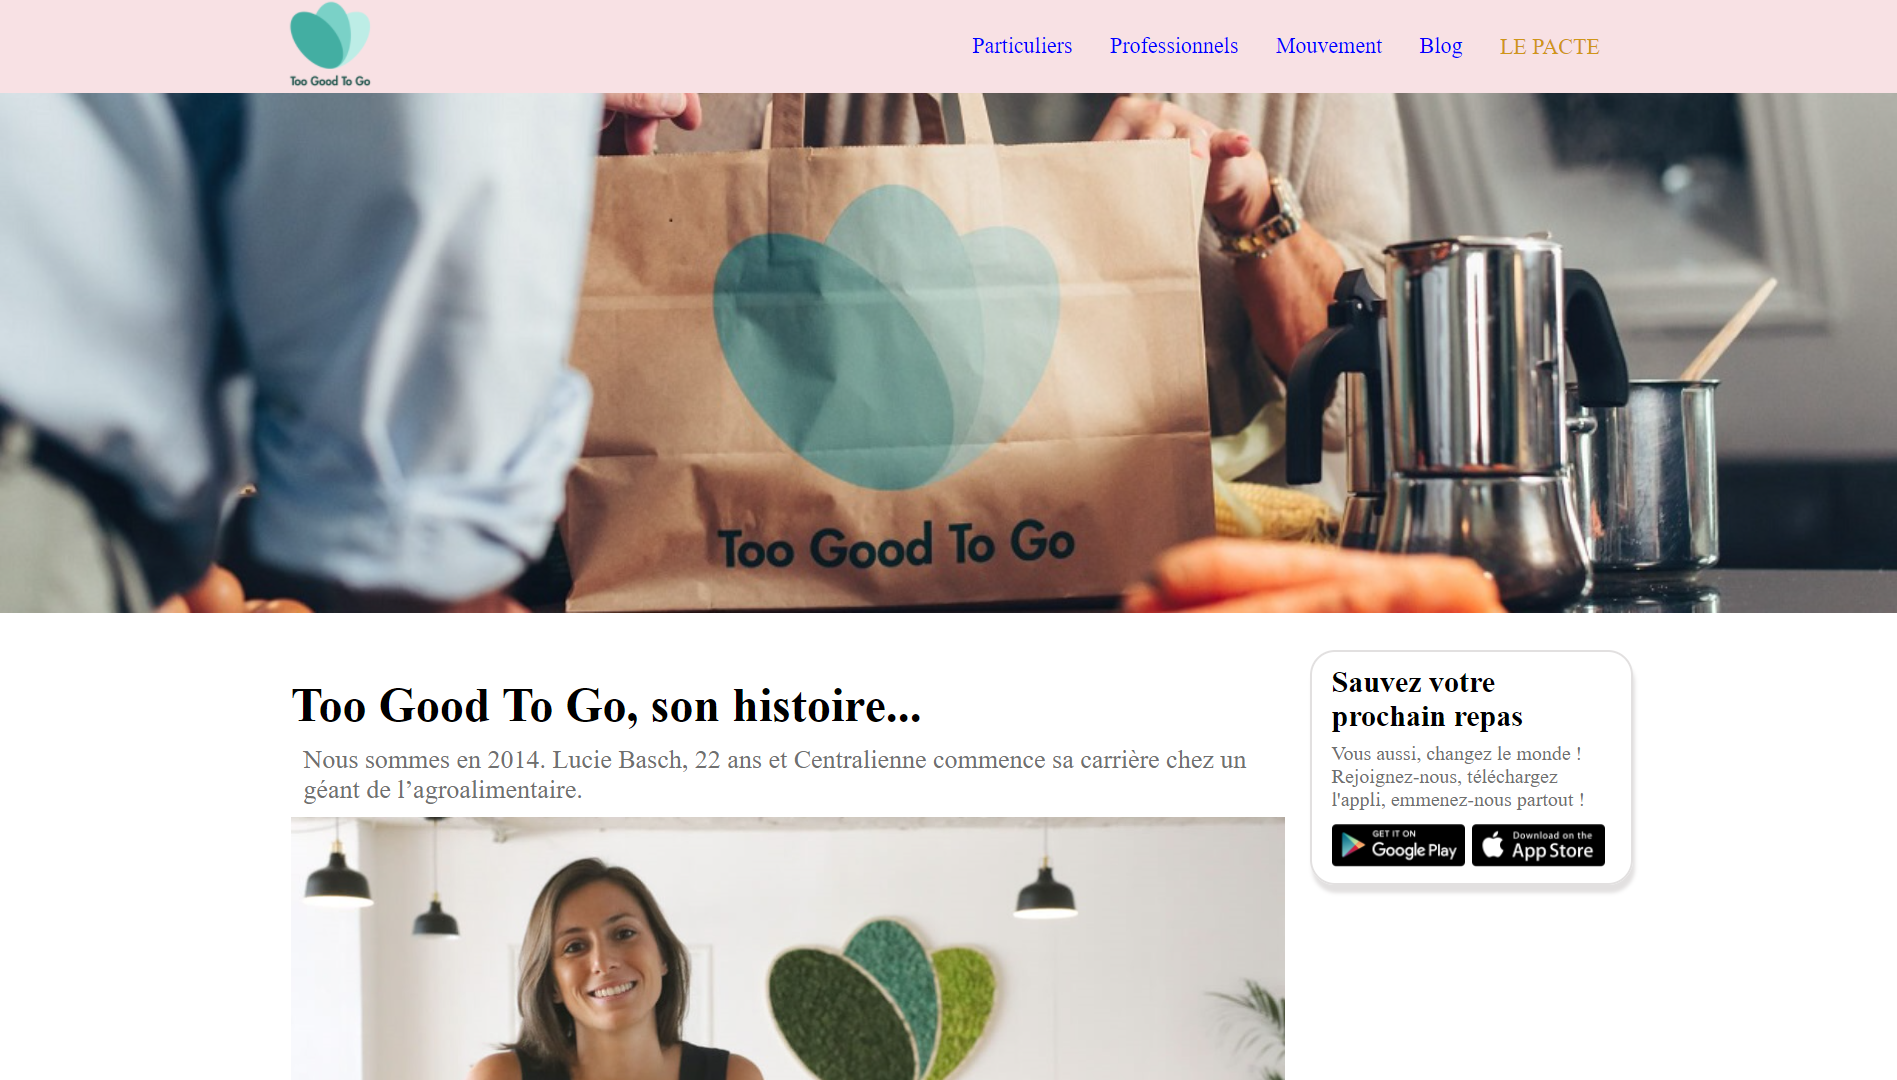 Too Good To Go
Particuliers
Professionnels
Mouvement
Blog
LE PACTE
Too Good To Go
Too Good To Go, son histoire...
Nous sommes en 2014. Lucie Basch, 22 ans et Centralienne commence sa carrière chez un
géant de l’agroalimentaire.
Sauvez votre
prochain repas
Vous aussi, changez le monde !
Rejoignez-nous, téléchargez
l'appli, emmenez-nous partout !
GET IT ON
Google Play
Download on the
App Store